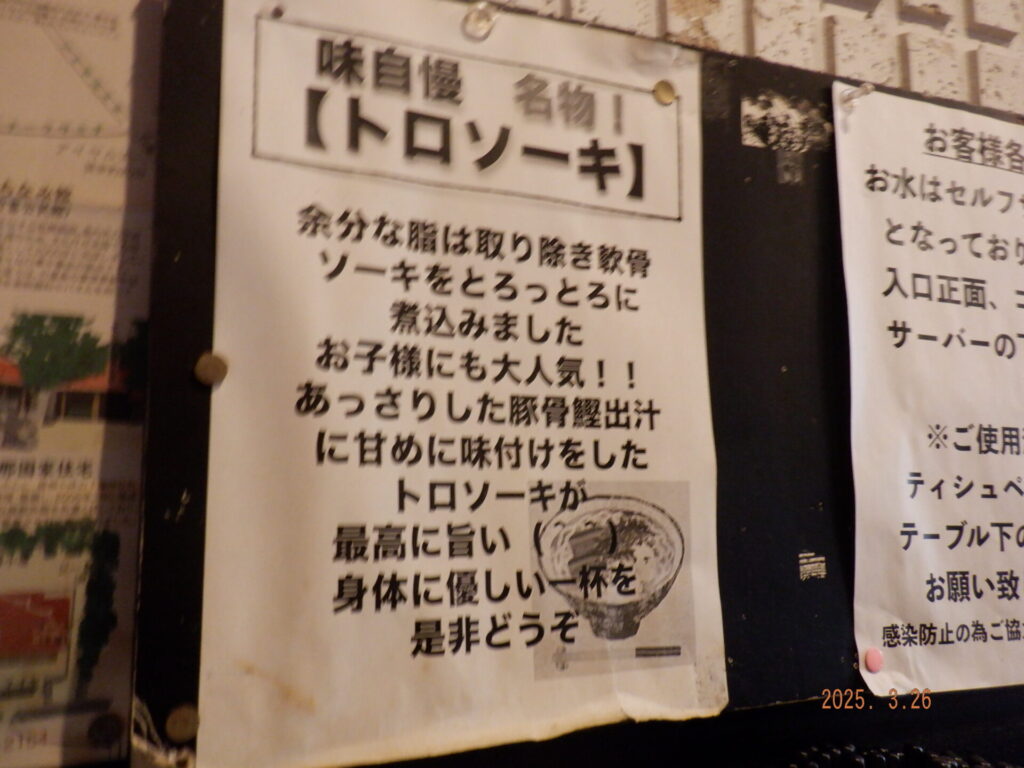 味自慢 名物!
【トロソーキ】
余分な脂は取り除き軟骨
ソーキをとろっとろに
煮込みました
お子様にも大人気!!
あっさりした豚骨鰹出汁
に甘めに味付けをした
トロソーキが
最高に旨い( )
身体に優しい一杯を
是非どうぞ
お客様各
お水はセルフ
となってお
入口正面、
サーバーの
※ご使用
ティシュペ
テーブル下の
お願い致
感染防止の為ご協
2025. 3.26